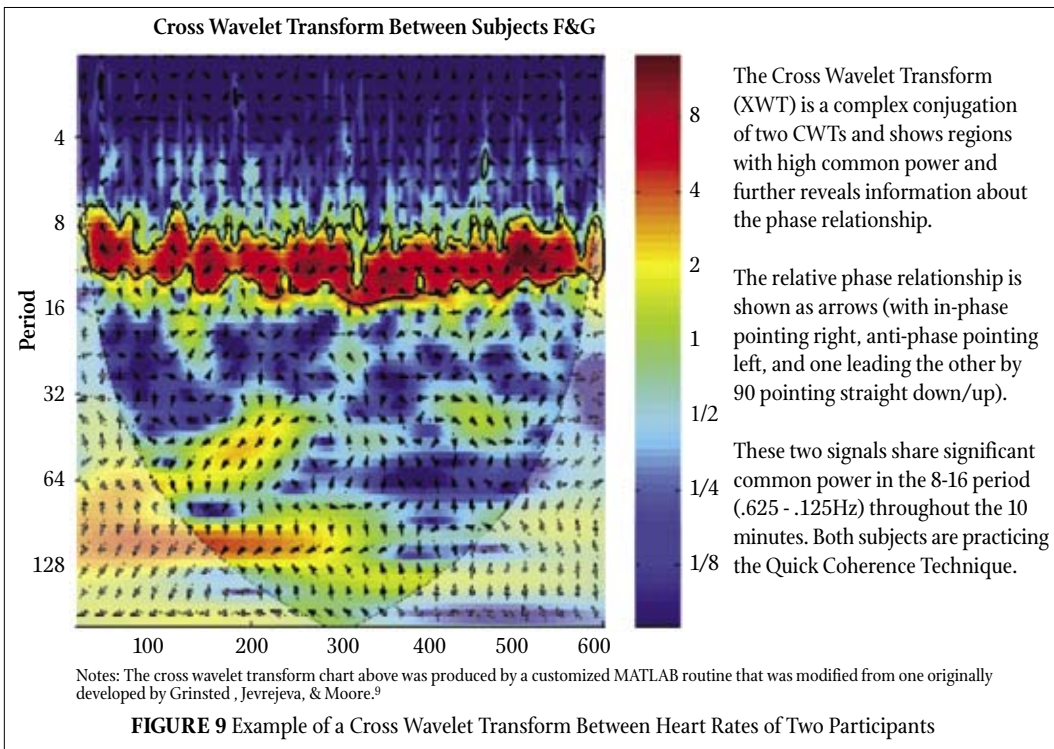 Cross Wavelet Transform Between Subjects F&G
Period
4
8
16
32
64
128
100 200 300 400 500 600
8
4
2
1
1/2
1/4
1/8
The Cross Wavelet Transform
(XWT) is a complex conjugation
of two CWTs and shows regions
with high common power and
further reveals information about
the phase relationship.
The relative phase relationship is
shown as arrows (with in-phase
pointing right, anti-phase pointing
left, and one leading the other by
90 pointing straight down/up).
These two signals share significant
common power in the 8-16 period
(.625 - .125Hz) throughout the 10
minutes. Both subjects are practicing
the Quick Coherence Technique.
Notes: The cross wavelet transform chart above was produced by a customized MATLAB routine that was modified from one originally
developed by Grinsted , Jevrejeva, & Moore.⁹
FIGURE 9 Example of a Cross Wavelet Transform Between Heart Rates of Two Participants